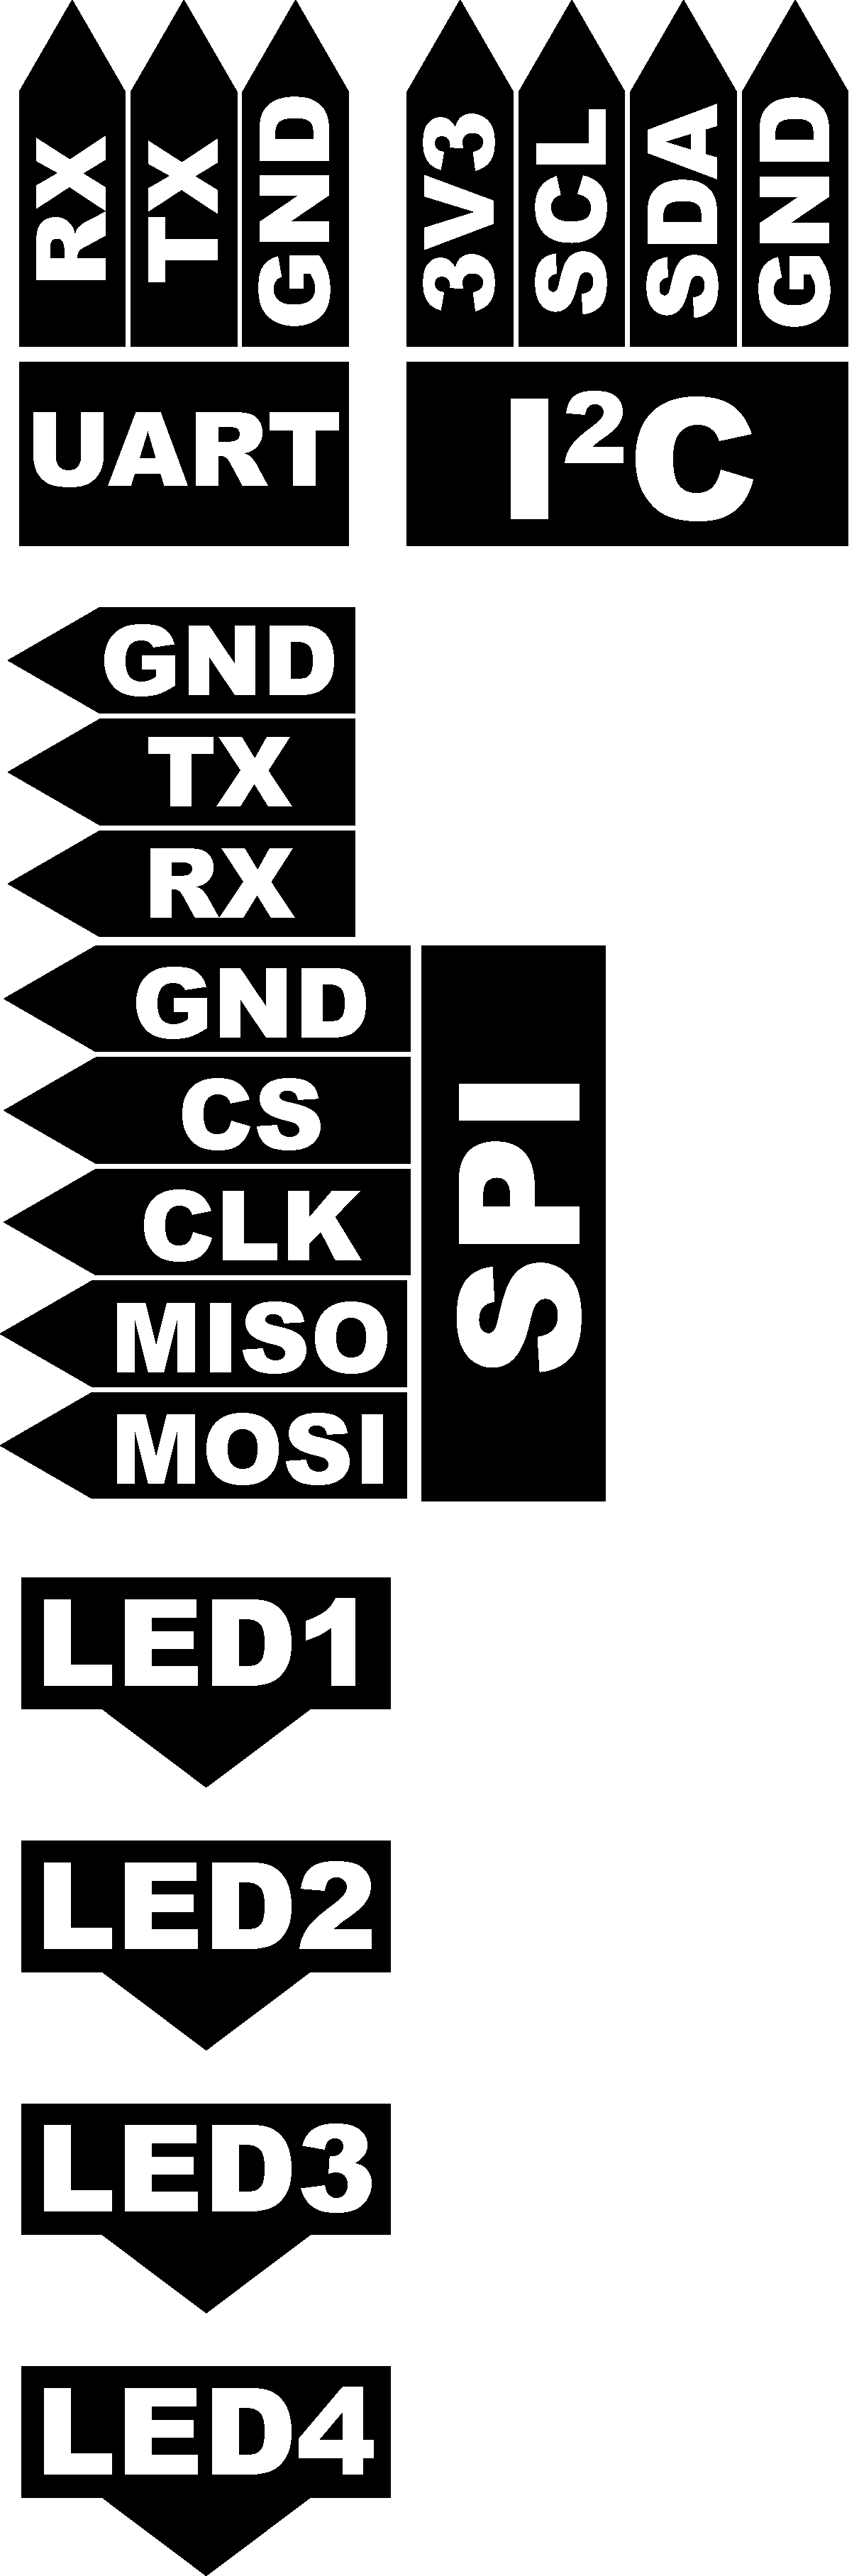 RX
TX
GND
UART
3V3
SCL
SDA
GND
I²C
GND
TX
RX
GND
CS
CLK
MISO
MOSI
SPI
LED1
LED2
LED3
LED4